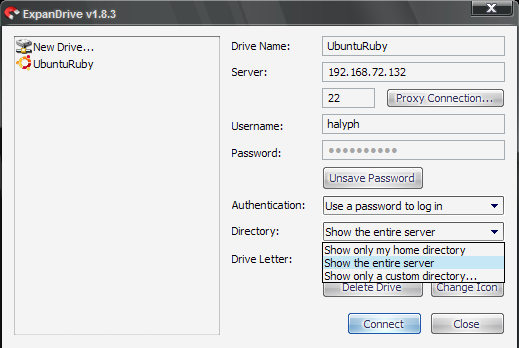 ExpanDrive v1.8.3
New Drive...
UbuntuRuby
Drive Name: UbuntuRuby
Server: 192.168.72.132
22 Proxy Connection...
Username: halyph
Password:
Unsave Password
Authentication: Use a password to log in
Directory: Show the entire server
Show only my home directory
Drive Letter: Show the entire server
Show only a custom directory...
Delete Drive Change Icon
Connect Close